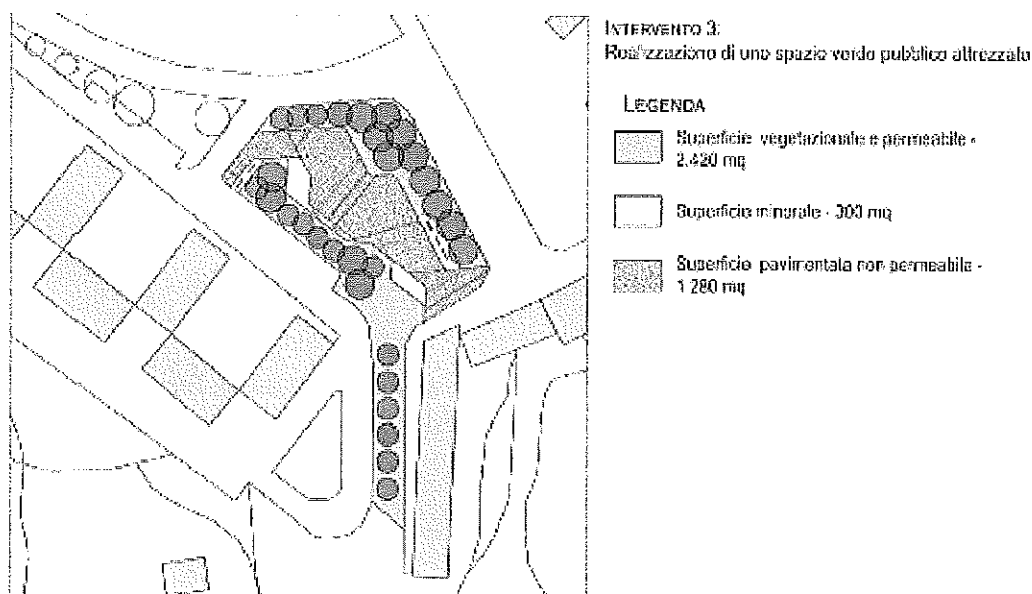 INTERVENTO 3:
Realizzazione di uno spazio verde pubblico attrezzato
LEGENDA
Superficie vegetazionale e permeabile -
2.420 mq
Superficie minerale - 300 mq
Superficie pavimentata non permeabile -
1.280 mq